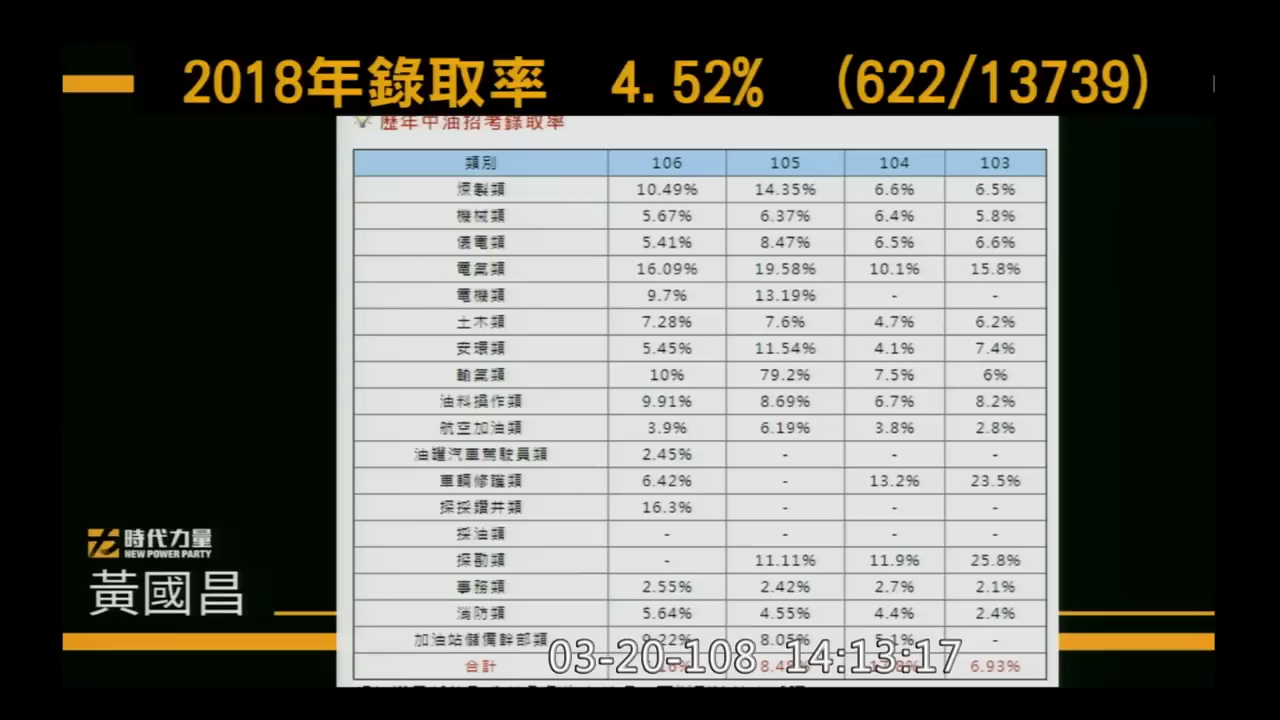 2018年錄取率 4.52% (622/13739)
歷年中油招考錄取率
類別 106 105 104 103
煉製類 10.49% 14.35% 6.6% 6.5%
機械類 5.67% 6.37% 6.4% 5.8%
儀電類 5.41% 8.47% 6.5% 6.6%
電氣類 16.09% 19.58% 10.1% 15.8%
電機類 9.7% 13.19% - -
土木類 7.28% 7.6% 4.7% 6.2%
安環類 5.45% 11.54% 4.1% 7.4%
輸氣類 10% 79.2% 7.5% 6%
油料操作類 9.91% 8.69% 6.7% 8.2%
航空加油類 3.9% 6.19% 3.8% 2.8%
油罐汽車駕駛員類 2.45% - - -
車輛修護類 6.42% - 13.2% 23.5%
探採鑽井類 16.3% - - -
採油類 - - - -
探勘類 - 11.11% 11.9% 25.8%
事務類 2.55% 2.42% 2.7% 2.1%
消防類 5.64% 4.55% 4.4% 2.4%
加油站儲備幹部類 9.22% 8.05% 5.1% -
合計 6.93%
時代力量
NEW POWER PARTY
黃國昌
03-20-108 14:13:17